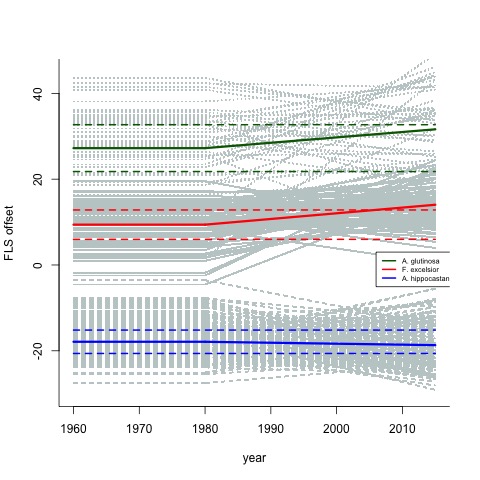 40
20
0
-20
FLS offset
A. glutinosa
F. excelsior
A. hippocastan
1960 1970 1980 1990 2000 2010
year